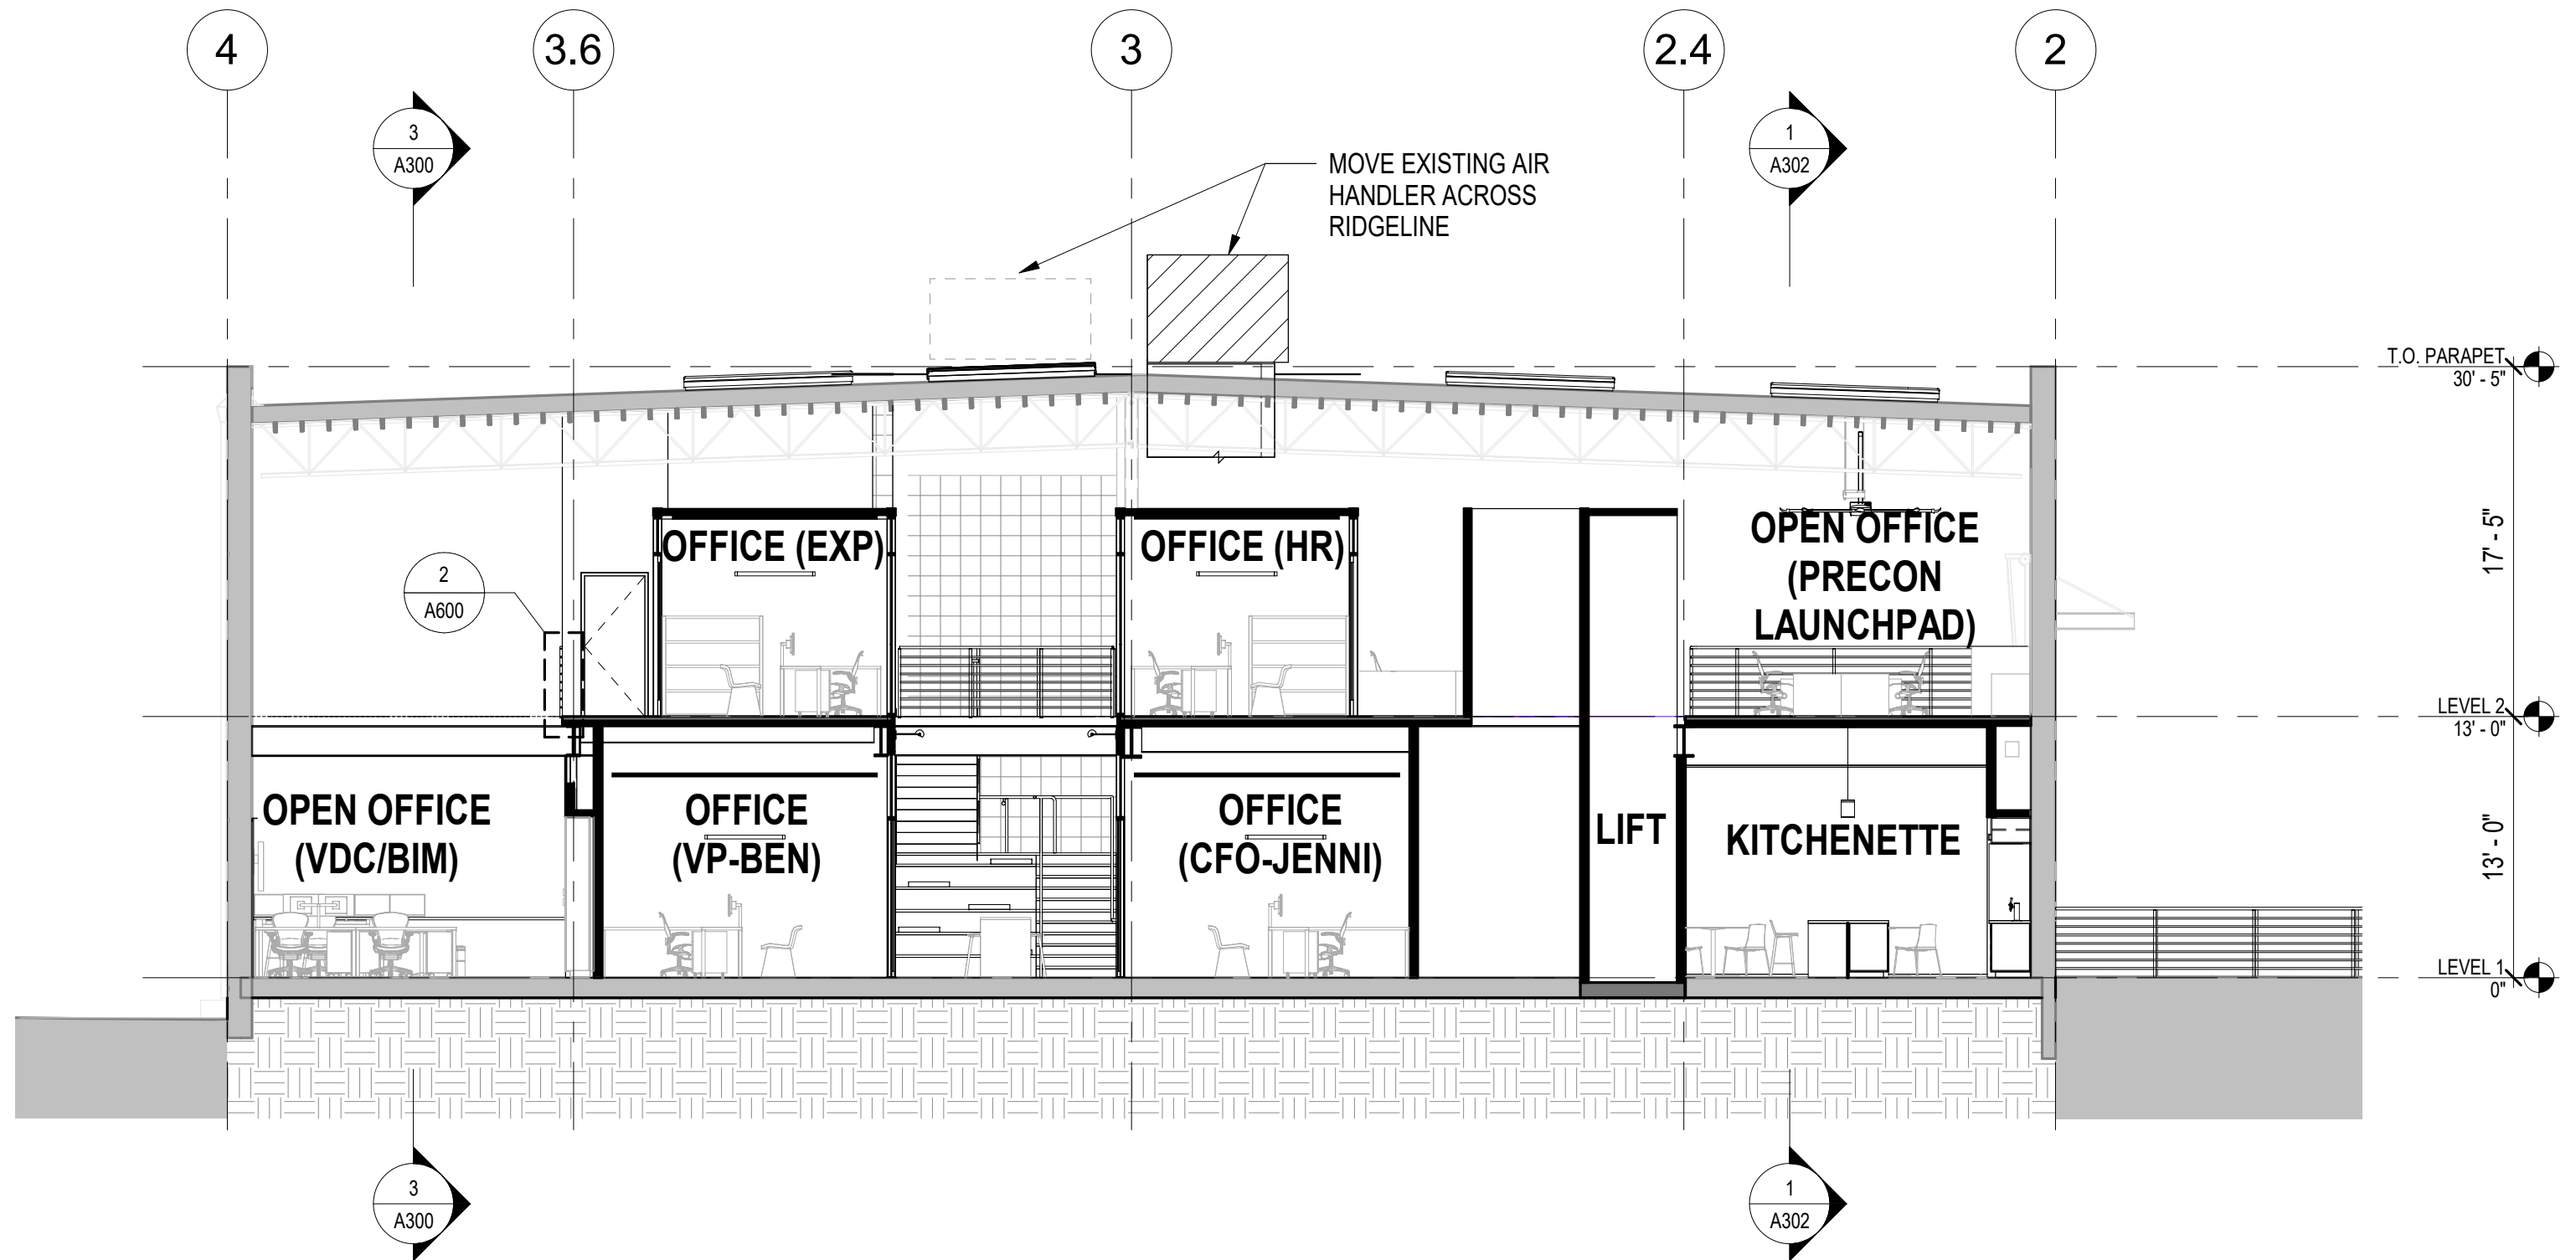 4
3.6
3
2.4
2
3
A300
1
A302
MOVE EXISTING AIR
HANDLER ACROSS
RIDGELINE
T.O. PARAPET
30' - 5"
OFFICE (EXP)
OFFICE (HR)
OPEN OFFICE
(PRECON
LAUNCHPAD)
17' - 5"
2
A600
LEVEL 2
13' - 0"
OPEN OFFICE
(VDC/BIM)
OFFICE
(VP-BEN)
OFFICE
(CFO-JENNI)
LIFT
KITCHENETTE
13' - 0"
LEVEL 1
0"
3
A300
1
A302